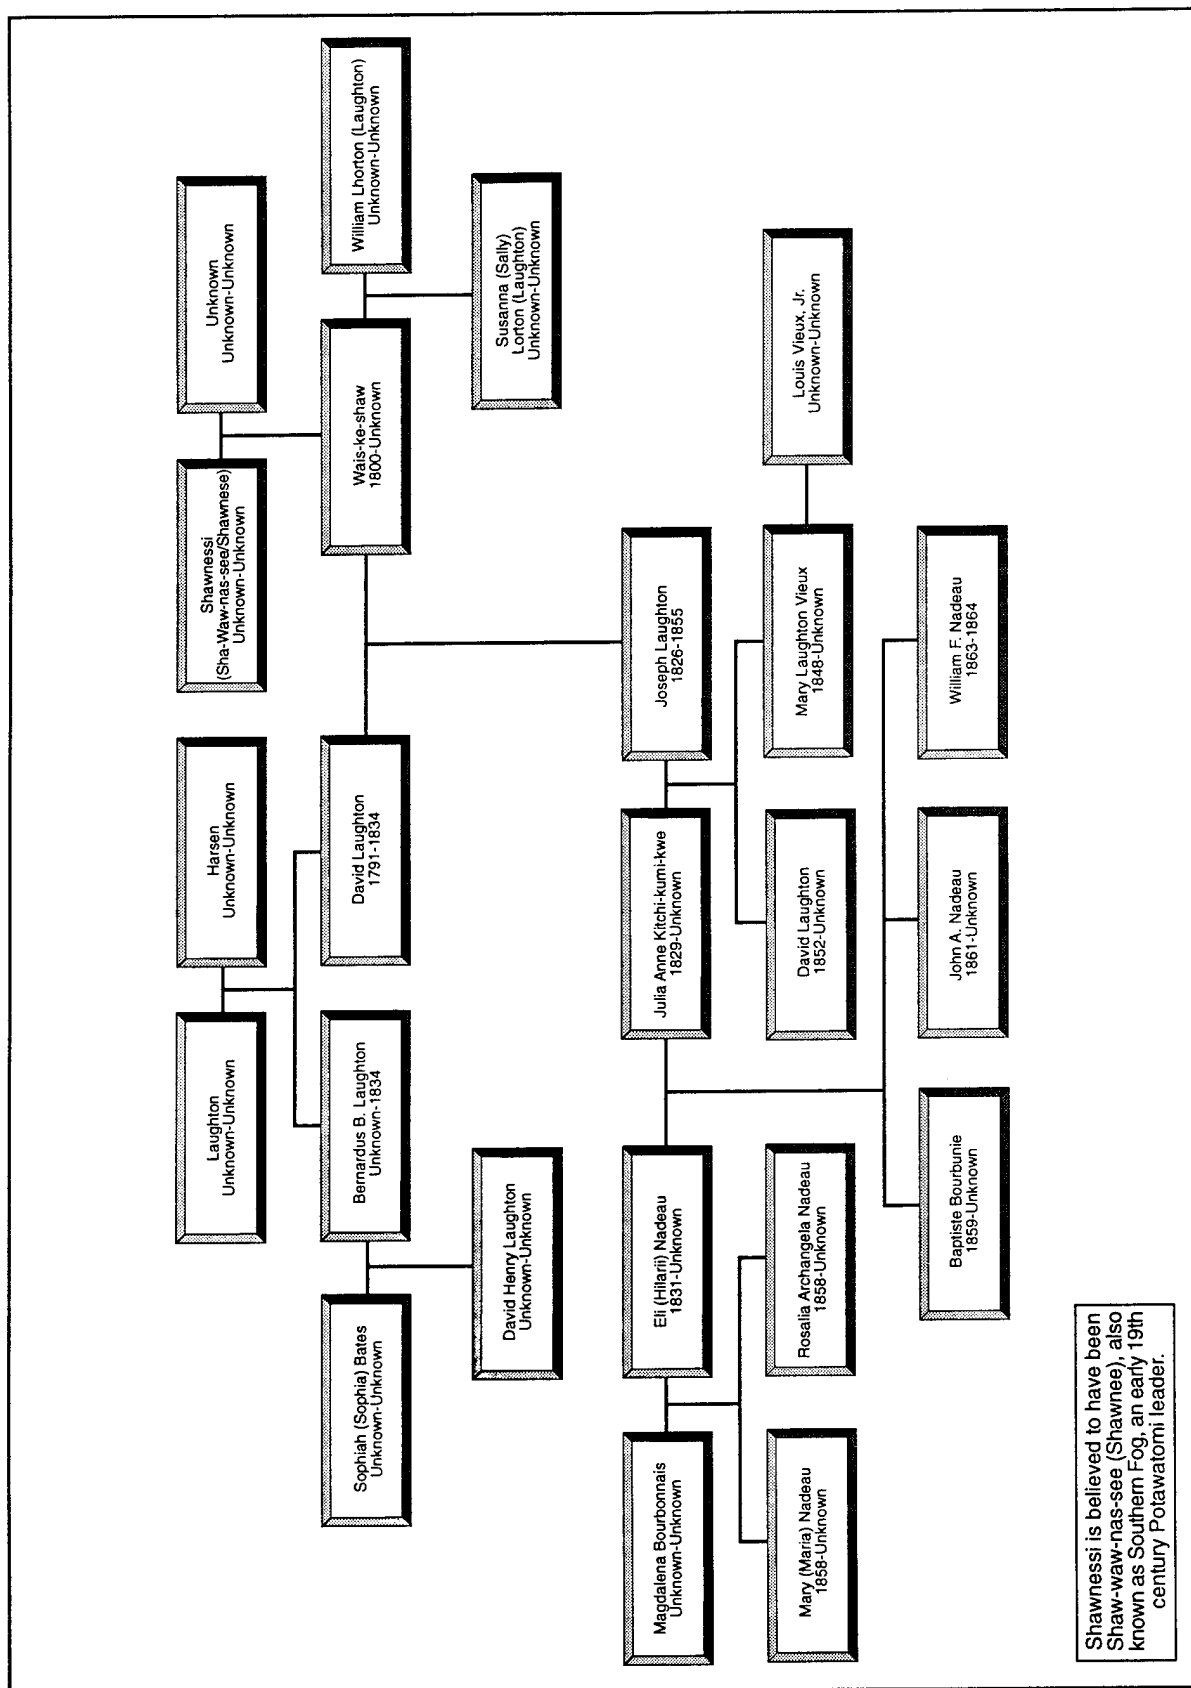 Laughton
Unknown-Unknown
Harsen
Unknown-Unknown
Shawnessi
(Sha-Waw-nas-see/Shawnese)
Unknown-Unknown
Unknown
Unknown-Unknown
Sophiah (Sophia) Bates
Unknown-Unknown
Bernardus B. Laughton
Unknown-1834
David Laughton
1791-1834
Wais-ke-shaw
1800-Unknown
William Lhorton (Laughton)
Unknown-Unknown
David Henry Laughton
Unknown-Unknown
Susanna (Sally)
Lorton (Laughton)
Unknown-Unknown
Magdalena Bourbonnais
Unknown-Unknown
Eli (Hilarii) Nadeau
1831-Unknown
Julia Anne Kitchi-kumi-kwe
1829-Unknown
Joseph Laughton
1826-1855
Mary (Maria) Nadeau
1858-Unknown
Rosalia Archangela Nadeau
1858-Unknown
David Laughton
1852-Unknown
Mary Laughton Vieux
1848-Unknown
Louis Vieux, Jr.
Unknown-Unknown
Baptiste Bourbunie
1859-Unknown
John A. Nadeau
1861-Unknown
William F. Nadeau
1863-1864
Shawnessi is believed to have been
Shaw-waw-nas-see (Shawnee), also
known as Southern Fog, an early 19th
century Potawatomi leader.